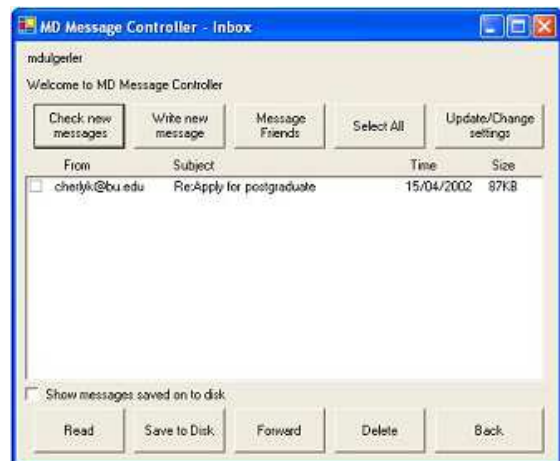 MD Message Controller - Inbox
mdulgerler
Welcome to MD Message Controller
Check new messages
Write new message
Message Friends
Select All
Update/Change settings
From Subject Time Size
cherlyk@bu.edu Re:Apply for postgraduate 15/04/2002 87KB
Show messages saved on to disk
Read Save to Disk Forward Delete Back